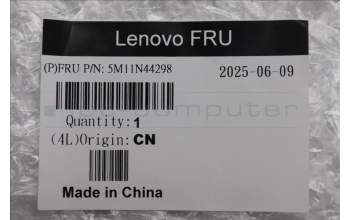 Lenovo FRU
(P)FRU P/N: 5M11N44298 2025-06-09
Quantity: 1
(4L)Origin: CN
Made in China